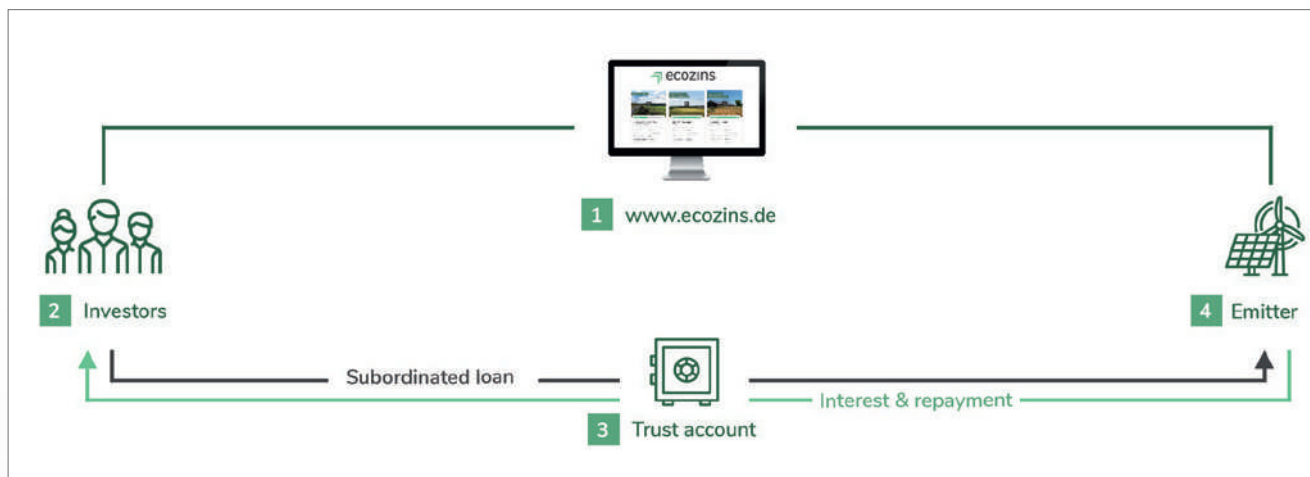 ecozins
1 www.ecozins.de
2 Investors
4 Emitter
Subordinated loan
Interest & repayment
3 Trust account